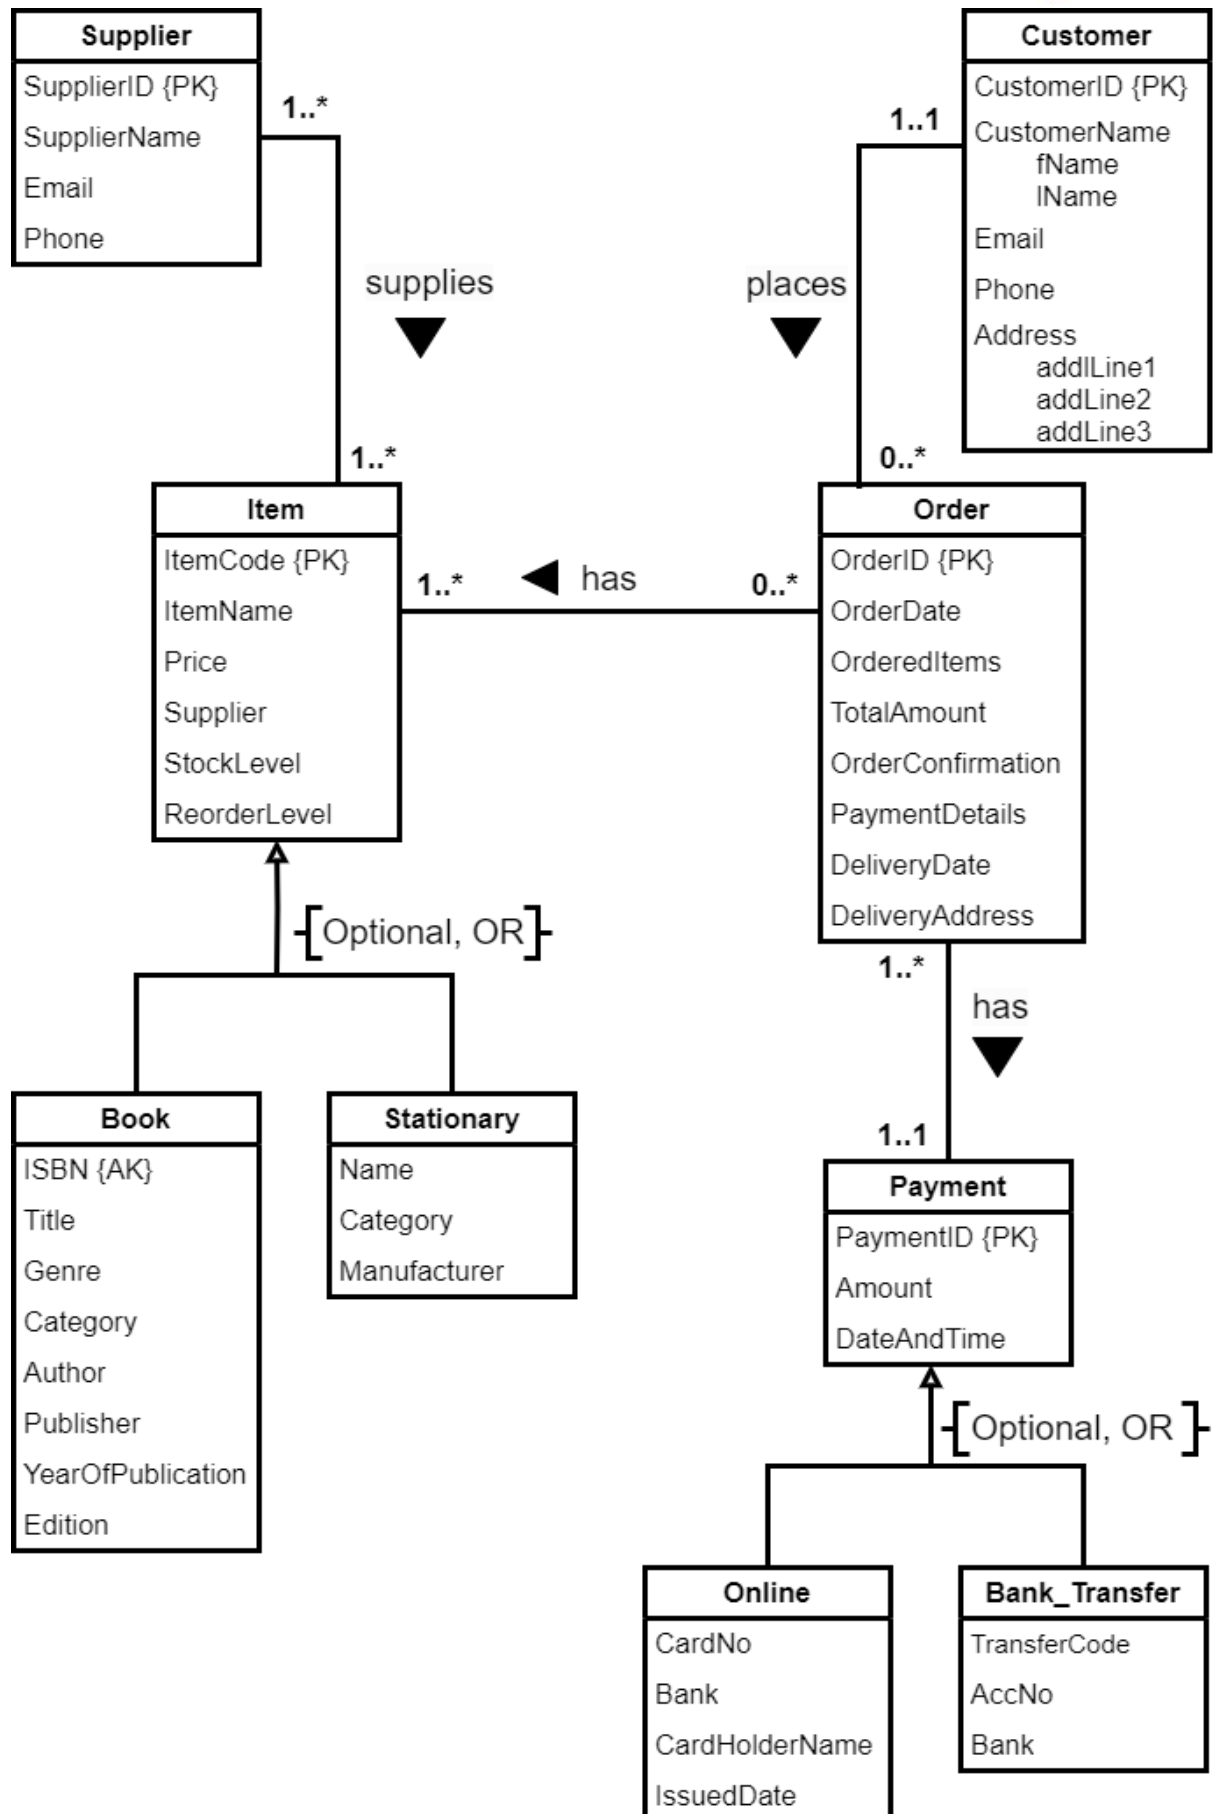 Supplier
SupplierID {PK}
SupplierName
Email
Phone
1..*
supplies
1..*
Customer
CustomerID {PK}
CustomerName
fName
lName
Email
Phone
Address
addlLine1
addLine2
addLine3
1..1
places
0..*
Item
ItemCode {PK}
ItemName
Price
Supplier
StockLevel
ReorderLevel
1..*
has
0..*
Order
OrderID {PK}
OrderDate
OrderedItems
TotalAmount
OrderConfirmation
PaymentDetails
DeliveryDate
DeliveryAddress
[Optional, OR]
1..*
has
1..1
Book
ISBN {AK}
Title
Genre
Category
Author
Publisher
YearOfPublication
Edition
Stationary
Name
Category
Manufacturer
Payment
PaymentID {PK}
Amount
DateAndTime
[Optional, OR ]
Online
CardNo
Bank
CardHolderName
IssuedDate
Bank_Transfer
TransferCode
AccNo
Bank